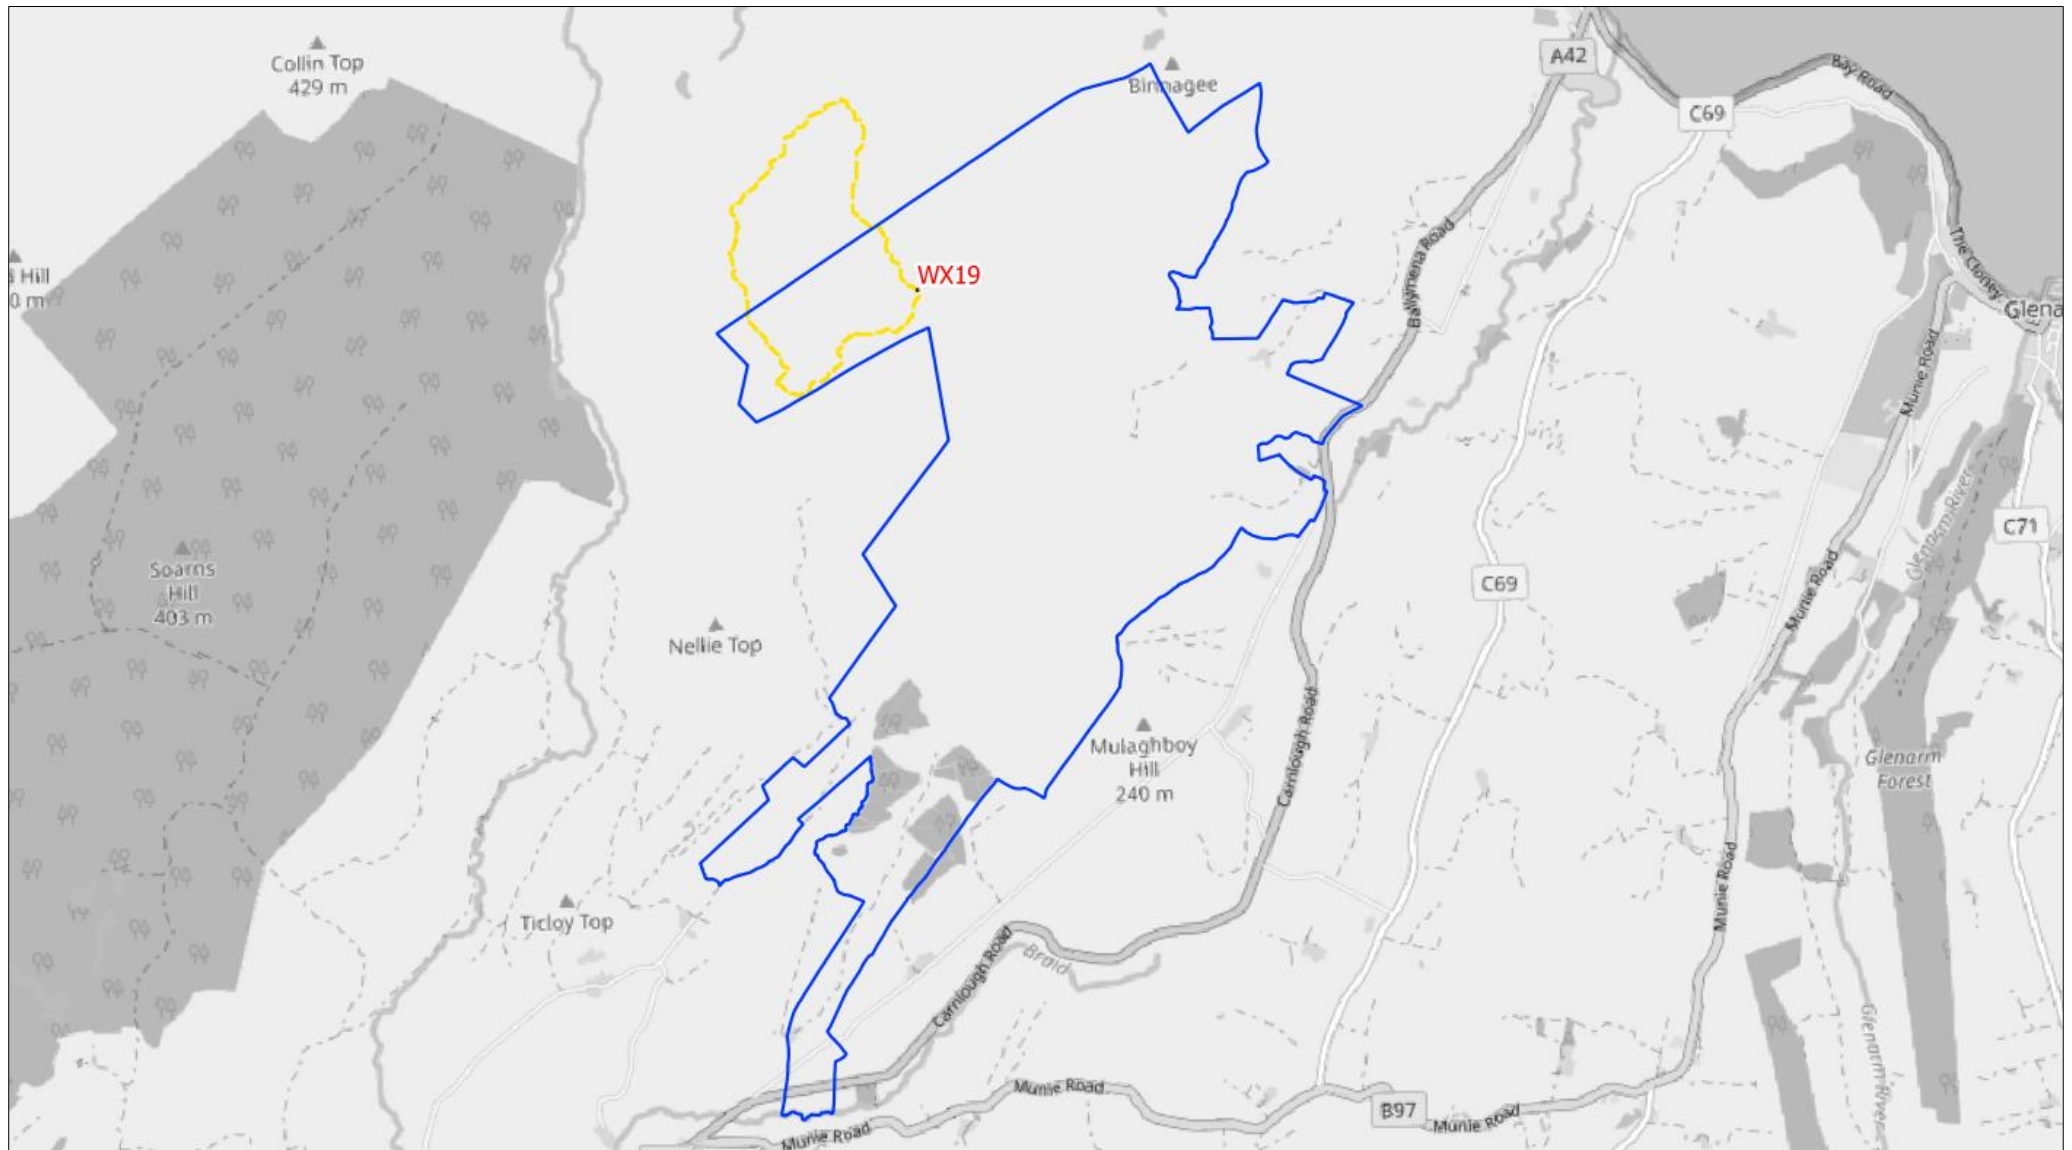 Collin Top
429 m
Binnagee
A42
Bay Road
C69
Hill
0 m
WX19
Ballymena Road
The Cloney
Glena
Munie Road
Glenarm River
C71
Soarns
Hill
403 m
C69
Munie Road
Nellie Top
Carnlough Road
Mulaghboy
Hill
240 m
Glenarm
Forest
Munie Road
Ticloy Top
Carnlough Road
Braid
Glenarm River
Munie Road
B97
Munie Road
Munie Road